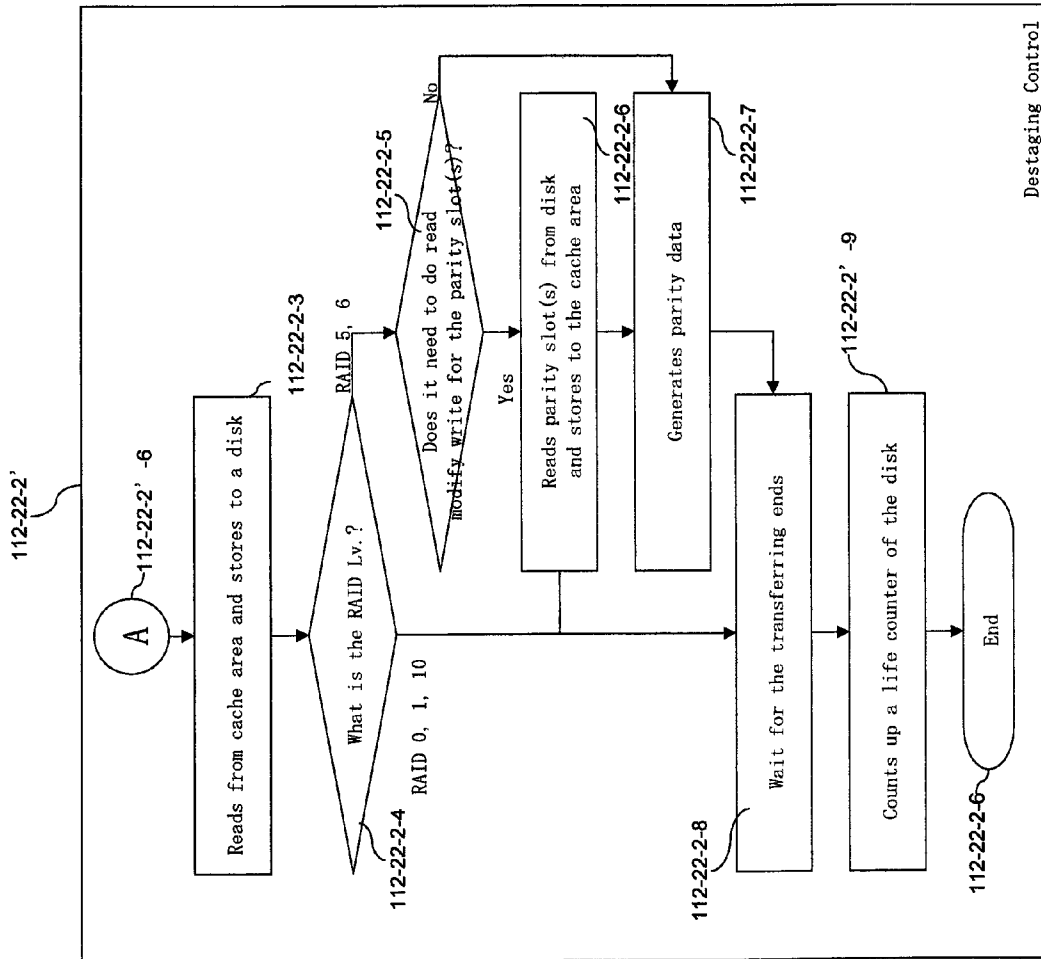 112-22-2'
A
112-22-2' -6
Reads from cache area and stores to a disk
112-22-2-3
What is the RAID Lv.?
112-22-2-4
RAID 5, 6
RAID 0, 1, 10
Does it need to do read
modify write for the parity slot(s)?
112-22-2-5
No
Yes
Reads parity slot(s) from disk
and stores to the cache area
112-22-2-6
Generates parity data
112-22-2-7
Wait for the transferring ends
112-22-2-8
Counts up a life counter of the disk
112-22-2' -9
End
112-22-2-6
Destaging Control